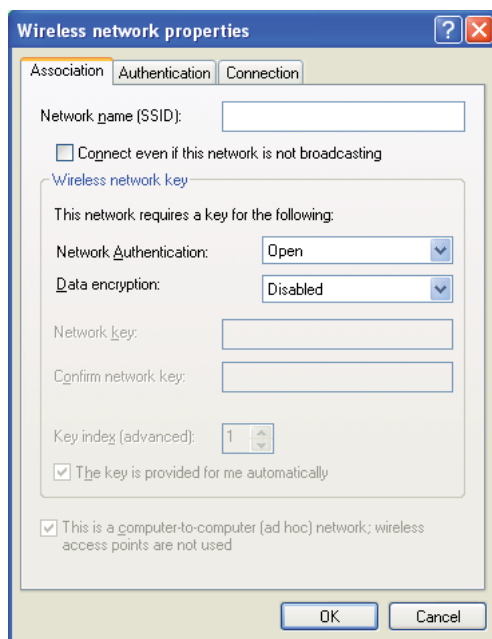 Wireless network properties
Association Authentication Connection
Network name (SSID):
Connect even if this network is not broadcasting
Wireless network key
This network requires a key for the following:
Network Authentication: Open
Data encryption: Disabled
Network key:
Confirm network key:
Key index (advanced): 1
The key is provided for me automatically
This is a computer-to-computer (ad hoc) network; wireless
access points are not used
OK Cancel